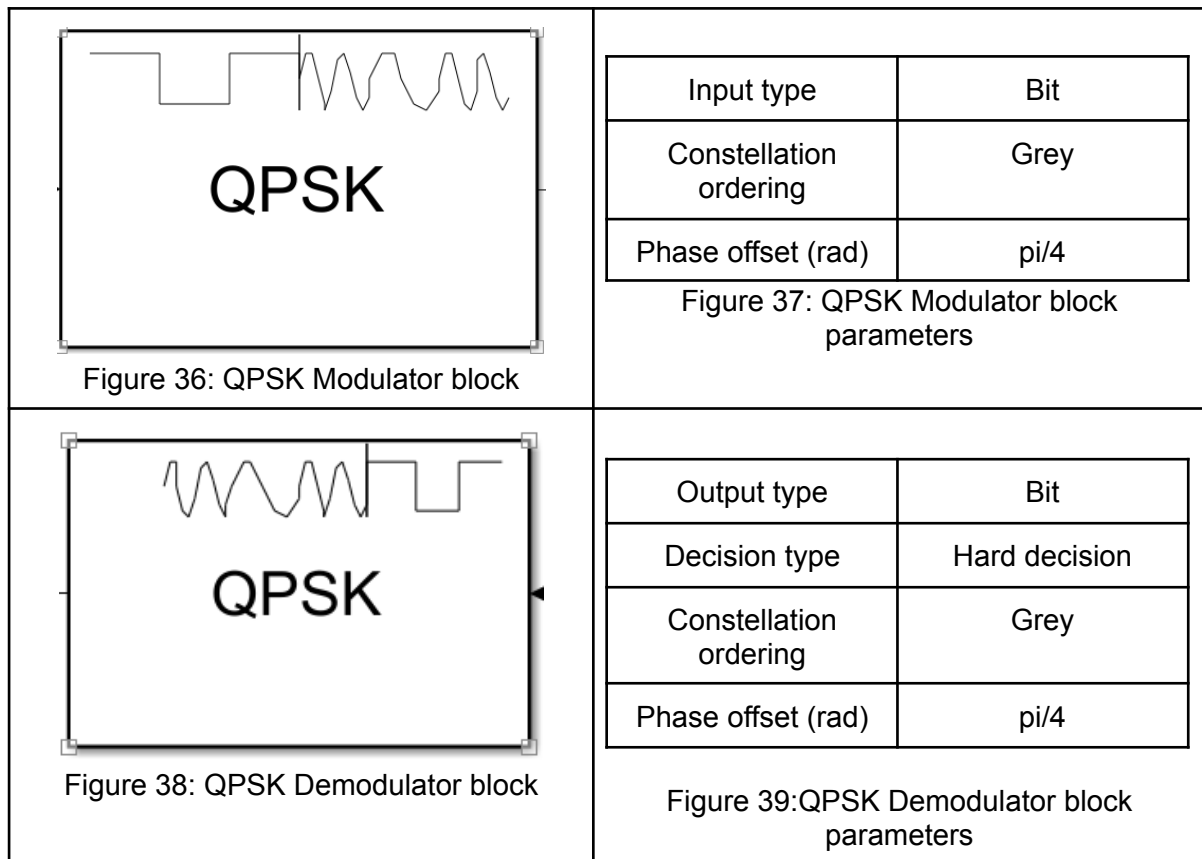 QPSK
Figure 36: QPSK Modulator block
Input type Bit
Constellation Grey
ordering
Phase offset (rad) pi/4
Figure 37: QPSK Modulator block
parameters
QPSK
Figure 38: QPSK Demodulator block
Output type Bit
Decision type Hard decision
Constellation Grey
ordering
Phase offset (rad) pi/4
Figure 39:QPSK Demodulator block
parameters